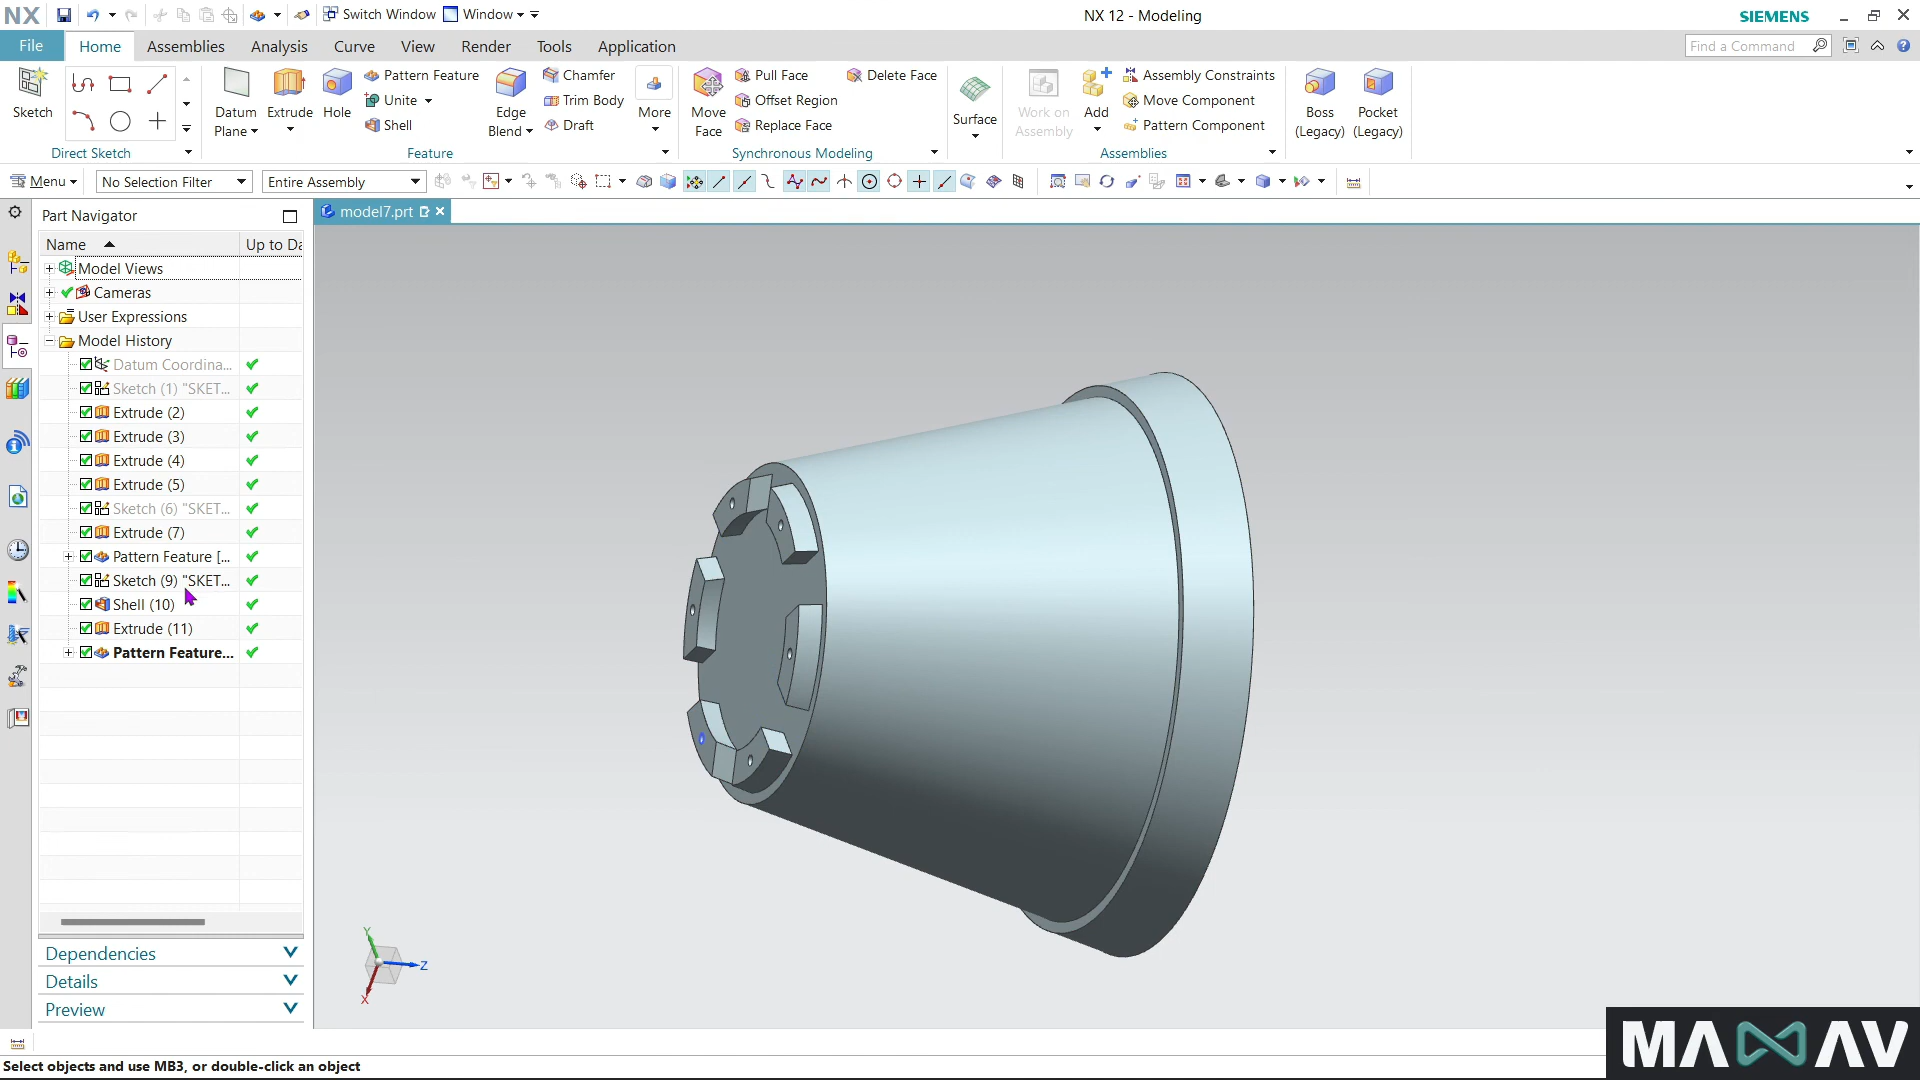 NX
Switch Window
Window
NX 12 - Modeling
SIEMENS
File
Home
Assemblies
Analysis
Curve
View
Render
Tools
Application
Find a Command
Sketch
Datum Plane
Extrude
Hole
Pattern Feature
Unite
Shell
Edge Blend
Chamfer
Trim Body
Draft
More
Move Face
Pull Face
Offset Region
Replace Face
Delete Face
Surface
Work on Assembly
Add
Assembly Constraints
Move Component
Pattern Component
Boss (Legacy)
Pocket (Legacy)
Direct Sketch
Feature
Synchronous Modeling
Assemblies
Menu
No Selection Filter
Entire Assembly
Part Navigator
model7.prt
Name
Up to Da
Model Views
Cameras
User Expressions
Model History
Datum Coordina...
Sketch (1) "SKET...
Extrude (2)
Extrude (3)
Extrude (4)
Extrude (5)
Sketch (6) "SKET...
Extrude (7)
Pattern Feature [...
Sketch (9) "SKET...
Shell (10)
Extrude (11)
Pattern Feature...
Dependencies
Details
Preview
Y
Z
X
Select objects and use MB3, or double-click an object